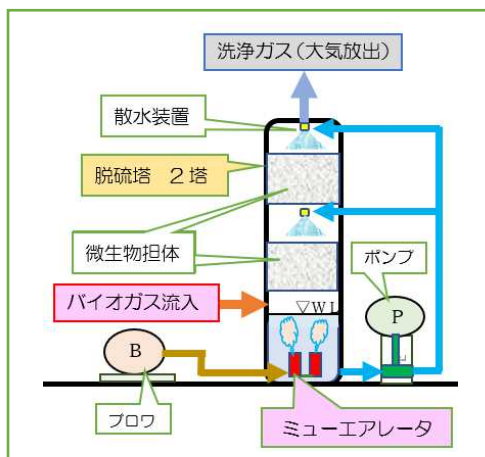 洗浄ガス（大気放出）
散水装置
脱硫塔　２塔
微生物担体
ポンプ
バイオガス流入
▽ＷＬ
P
B
ブロワ
ミューエアレータ